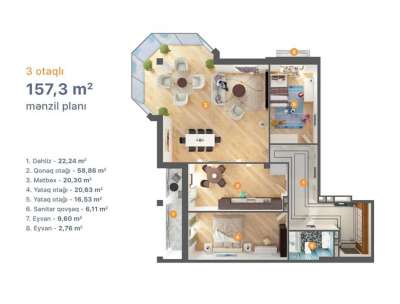 3 otaqlı
157,3 m²
mənzil planı
1. Dəhliz - 22,24 m²
2. Qonaq otağı - 58,86 m²
3. Mətbəx - 20,30 m²
4. Yataq otağı - 20,63 m²
5. Yataq otağı - 16,53 m²
6. Sanitar qovşaq - 6,11 m²
7. Eyvan - 9,60 m²
8. Eyvan - 2,76 m²